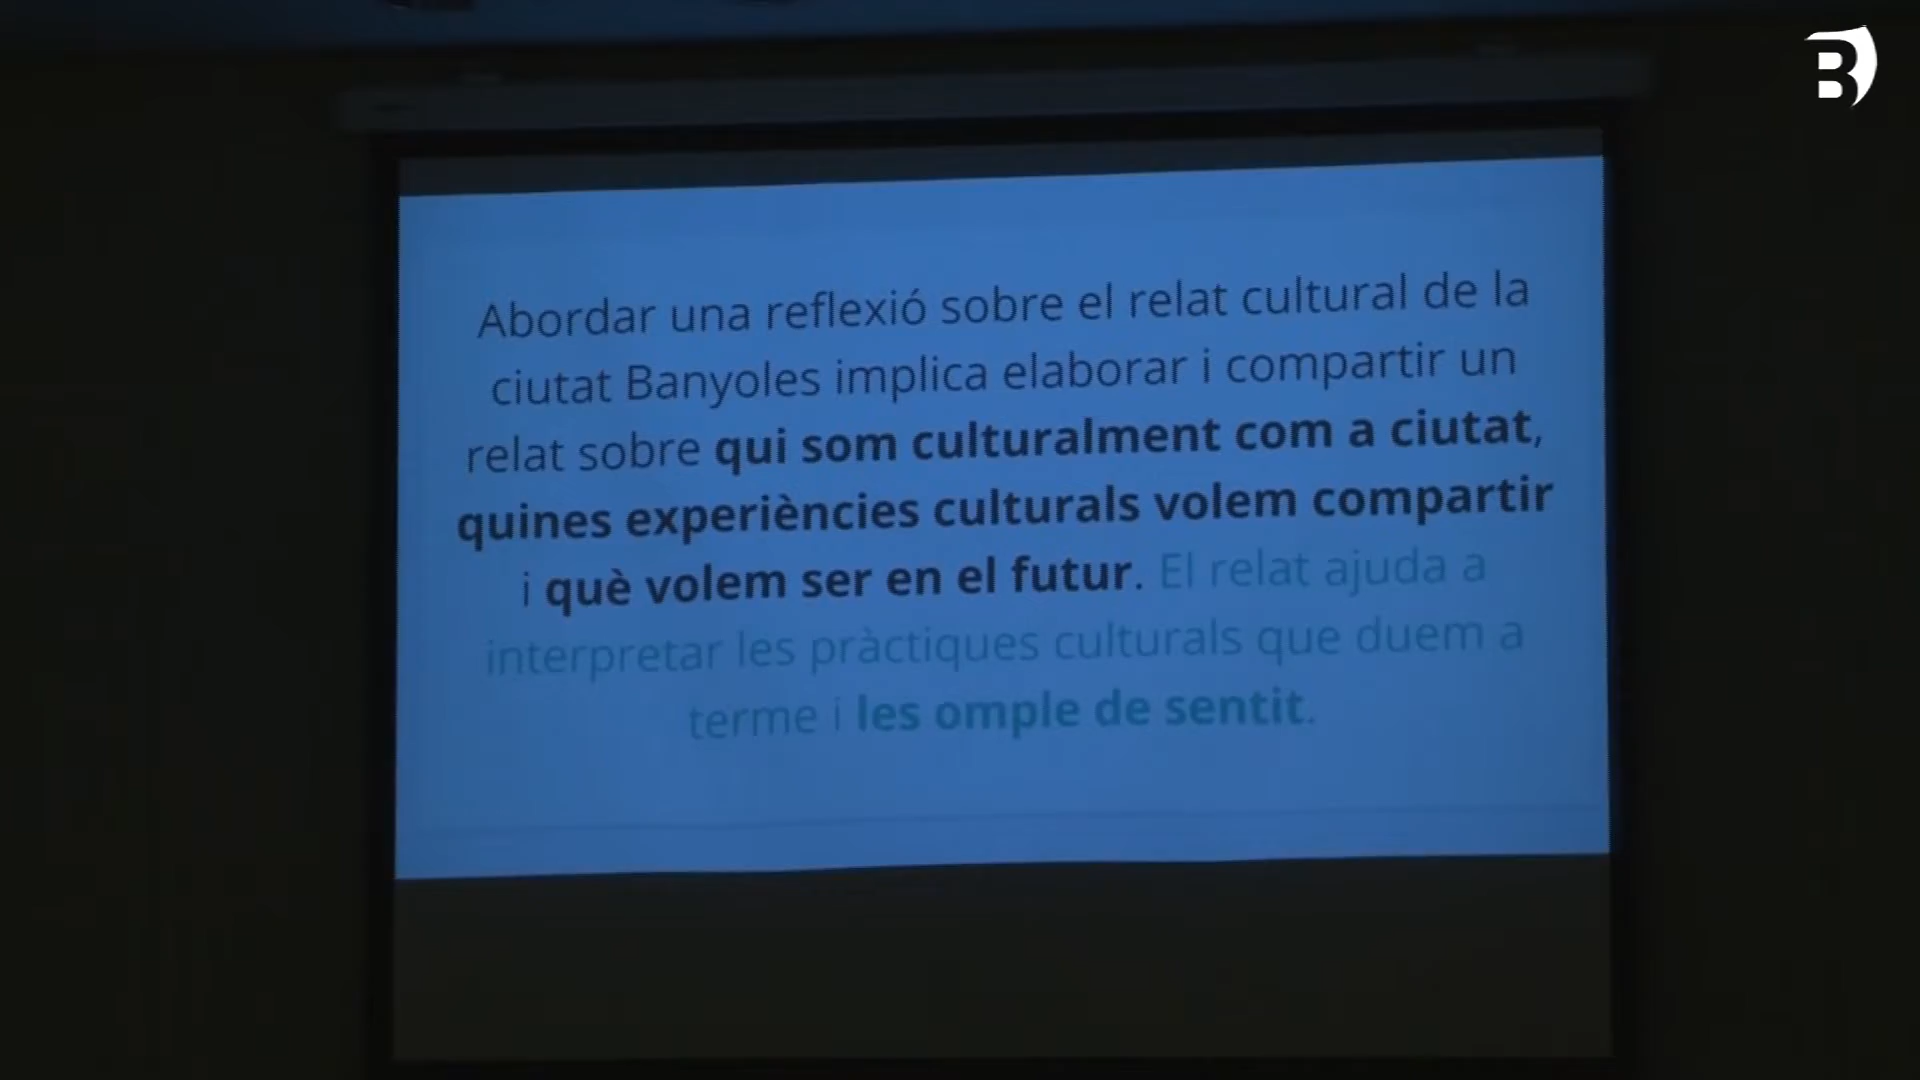 B
Abordar una reflexió sobre el relat cultural de la
ciutat Banyoles implica elaborar i compartir un
relat sobre qui som culturalment com a ciutat,
quines experiències culturals volem compartir
i què volem ser en el futur. El relat ajuda a
interpretar les pràctiques culturals que duem a
terme i les omple de sentit.